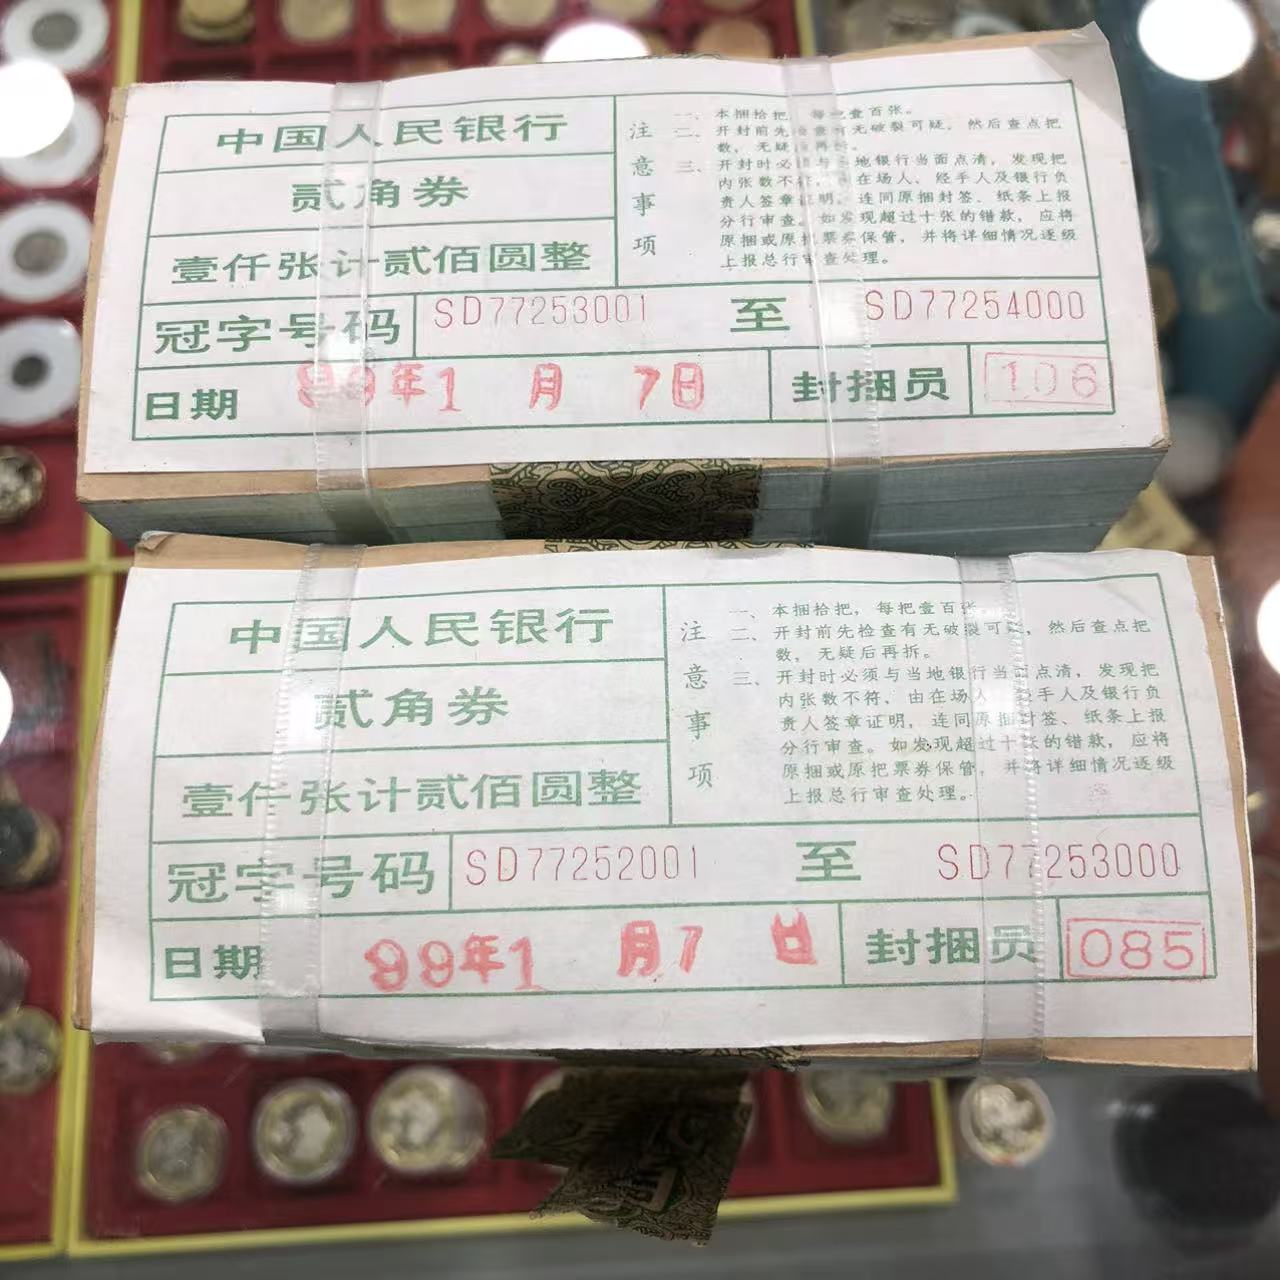 中国人民银行
贰角券
壹仟张计贰佰圆整
注意事项
一、本捆拾把，每把壹百张。
二、开封前先检查有无破裂可疑，然后查点把
数，无疑后再拆。
三、开封时必须与当地银行当面点清，发现把
内张数不符，由在场人、经手人及银行负
责人签章证明，连同原捆封签、纸条上报
分行审查。如发现超过十张的错款，应将
原捆或原把票券保管，并将详细情况逐级
上报总行审查处理。
冠字号码 SD77253001 至 SD77254000
日期 99年1月7日 封捆员 106
中国人民银行
贰角券
壹仟张计贰佰圆整
注意事项
一、本捆拾把，每把壹百张。
二、开封前先检查有无破裂可疑，然后查点把
数，无疑后再拆。
三、开封时必须与当地银行当面点清，发现把
内张数不符，由在场人、经手人及银行负
责人签章证明，连同原捆封签、纸条上报
分行审查。如发现超过十张的错款，应将
原捆或原把票券保管，并将详细情况逐级
上报总行审查处理。
冠字号码 SD77252001 至 SD77253000
日期 99年1月7日 封捆员 085